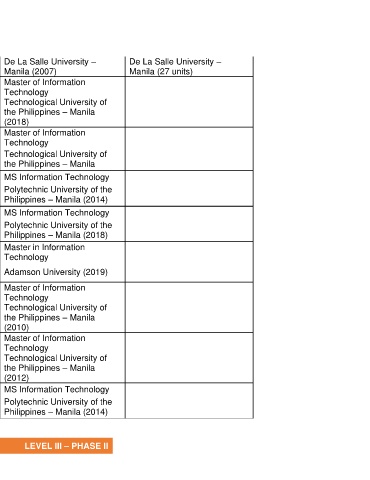 De La Salle University –
Manila (2007)
De La Salle University –
Manila (27 units)
Master of Information
Technology
Technological University of
the Philippines – Manila
(2018)
Master of Information
Technology
Technological University of
the Philippines – Manila
MS Information Technology
Polytechnic University of the
Philippines – Manila (2014)
MS Information Technology
Polytechnic University of the
Philippines – Manila (2018)
Master in Information
Technology
Adamson University (2019)
Master of Information
Technology
Technological University of
the Philippines – Manila
(2010)
Master of Information
Technology
Technological University of
the Philippines – Manila
(2012)
MS Information Technology
Polytechnic University of the
Philippines – Manila (2014)
LEVEL III – PHASE II